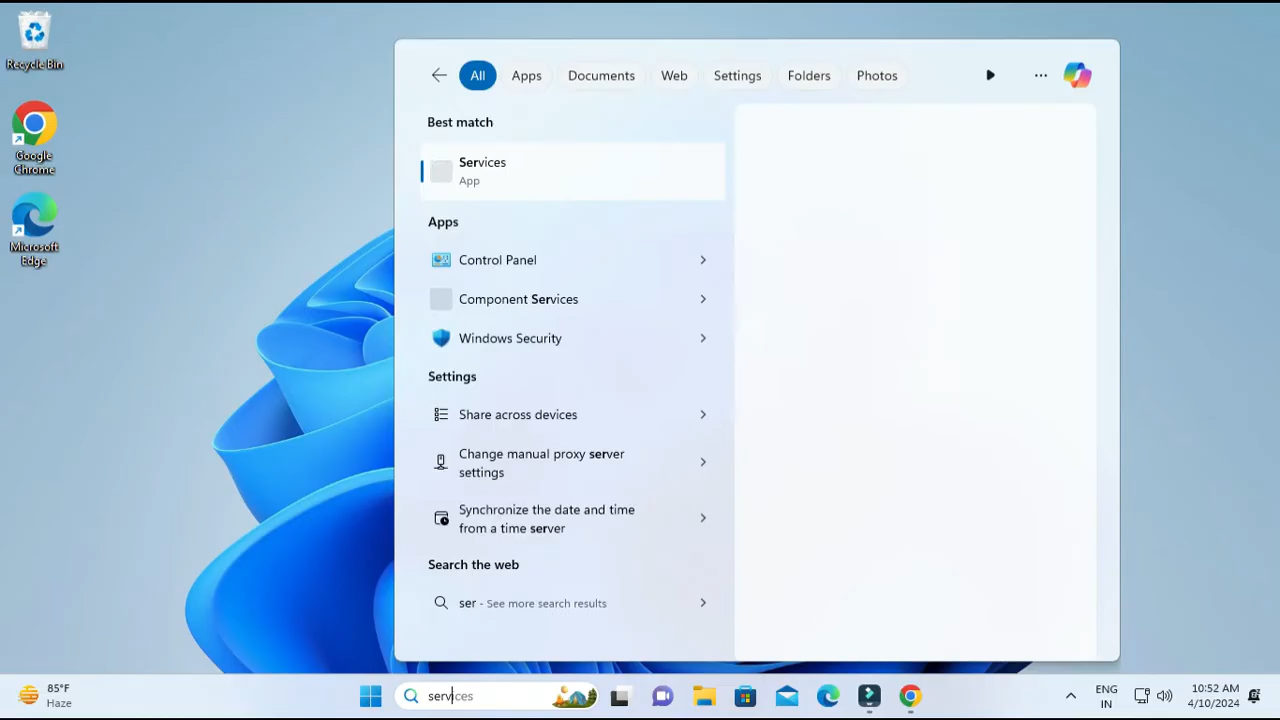 Recycle Bin
Google
Chrome
Microsoft
Edge
All
Apps
Documents
Web
Settings
Folders
Photos
Best match
Services
App
Apps
Control Panel
Component Services
Windows Security
Settings
Share across devices
Change manual proxy server
settings
Synchronize the date and time
from a time server
Search the web
ser - See more search results
85°F
Haze
services
ENG
IN
10:52 AM
4/10/2024